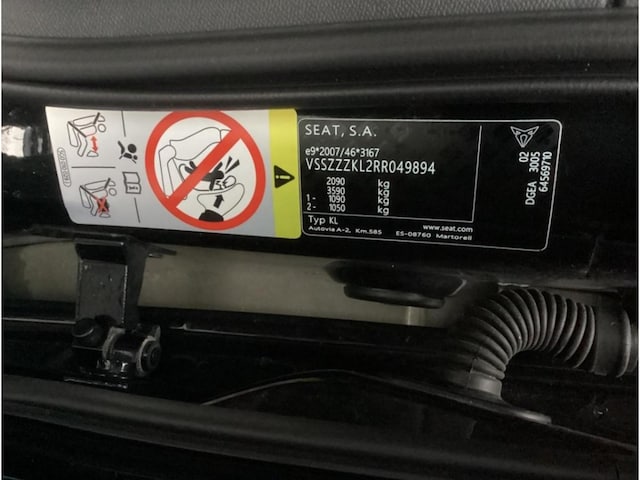 SEAT, S.A.
e9*2007/46*3167
VSSZZZKL2RR049894
2090 kg
3590 kg
1- 1090 kg
2- 1050 kg
Typ KL www.seat.com
Autovia A-2, Km.585 ES-08760 Martorell
02
DGEA 3005
64569710